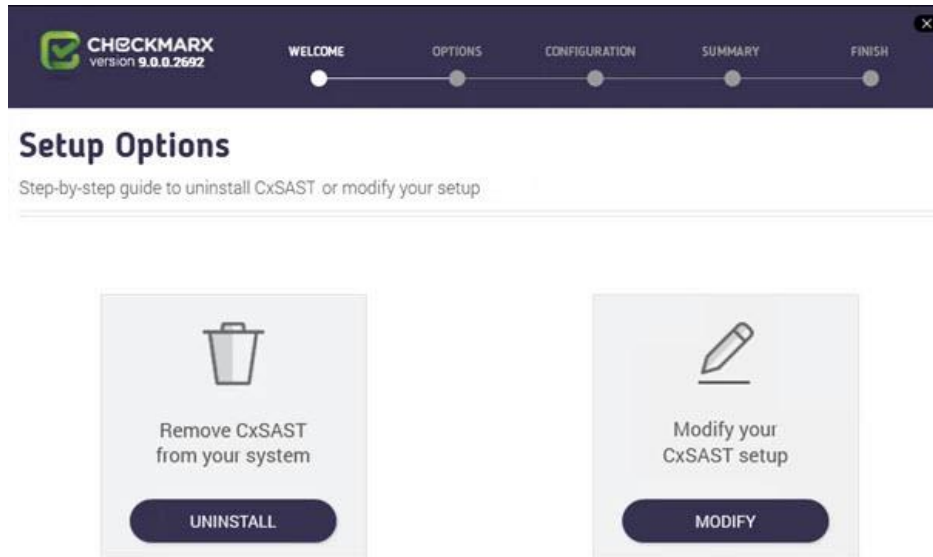 CHECKMARX
version 9.0.0.2692
WELCOME
OPTIONS
CONFIGURATION
SUMMARY
FINISH
Setup Options
Step-by-step guide to uninstall CxSAST or modify your setup
Remove CxSAST
from your system
UNINSTALL
Modify your
CxSAST setup
MODIFY